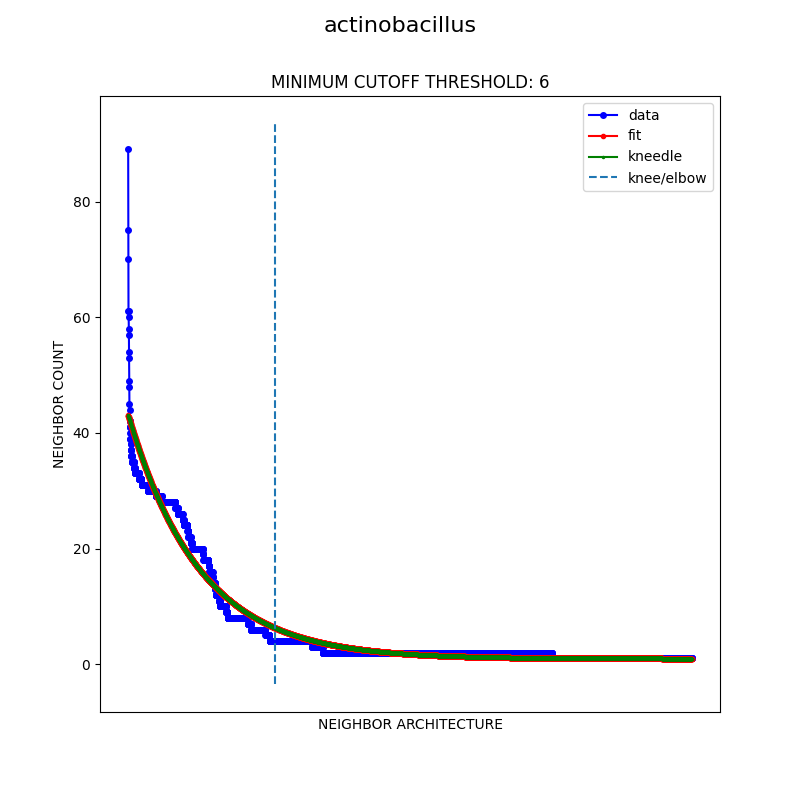 actinobacillus
MINIMUM CUTOFF THRESHOLD: 6
data
fit
kneedle
knee/elbow
80
60
40
20
0
NEIGHBOR COUNT
NEIGHBOR ARCHITECTURE